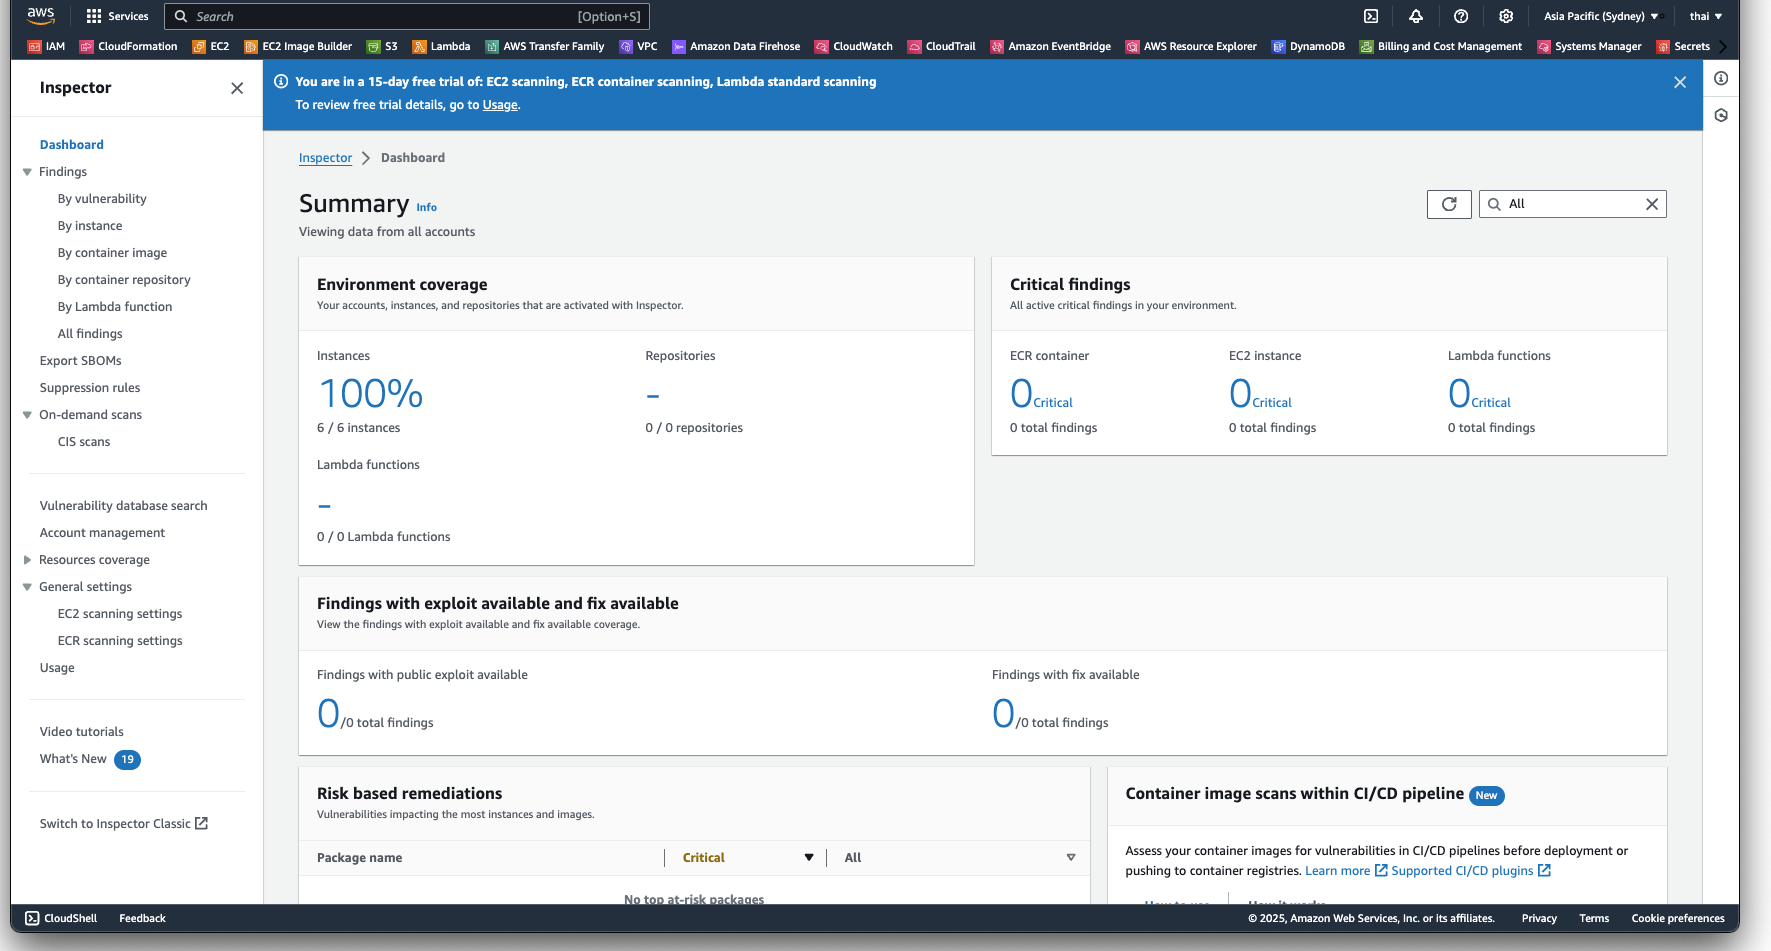 aws
Services
Search
[Option+S]
Asia Pacific (Sydney)
thai
IAM
CloudFormation
EC2
EC2 Image Builder
S3
Lambda
AWS Transfer Family
VPC
Amazon Data Firehose
CloudWatch
CloudTrail
Amazon EventBridge
AWS Resource Explorer
DynamoDB
Billing and Cost Management
Systems Manager
Secrets
Inspector
Dashboard
Findings
By vulnerability
By instance
By container image
By container repository
By Lambda function
All findings
Export SBOMs
Suppression rules
On-demand scans
CIS scans
Vulnerability database search
Account management
Resources coverage
General settings
EC2 scanning settings
ECR scanning settings
Usage
Video tutorials
What's New 19
Switch to Inspector Classic
You are in a 15-day free trial of: EC2 scanning, ECR container scanning, Lambda standard scanning
To review free trial details, go to Usage.
Inspector
Dashboard
Summary Info
Viewing data from all accounts
All
Environment coverage
Your accounts, instances, and repositories that are activated with Inspector.
Instances
100%
6 / 6 instances
Repositories
-
0 / 0 repositories
Lambda functions
-
0 / 0 Lambda functions
Critical findings
All active critical findings in your environment.
ECR container
0 Critical
0 total findings
EC2 instance
0 Critical
0 total findings
Lambda functions
0 Critical
0 total findings
Findings with exploit available and fix available
View the findings with exploit available and fix available coverage.
Findings with public exploit available
0 /0 total findings
Findings with fix available
0 /0 total findings
Risk based remediations
Vulnerabilities impacting the most instances and images.
Package name
Critical
All
No top at-risk packages
Container image scans within CI/CD pipeline New
Assess your container images for vulnerabilities in CI/CD pipelines before deployment or
pushing to container registries. Learn more Supported CI/CD plugins
How to use
How it works
CloudShell
Feedback
© 2025, Amazon Web Services, Inc. or its affiliates.
Privacy
Terms
Cookie preferences